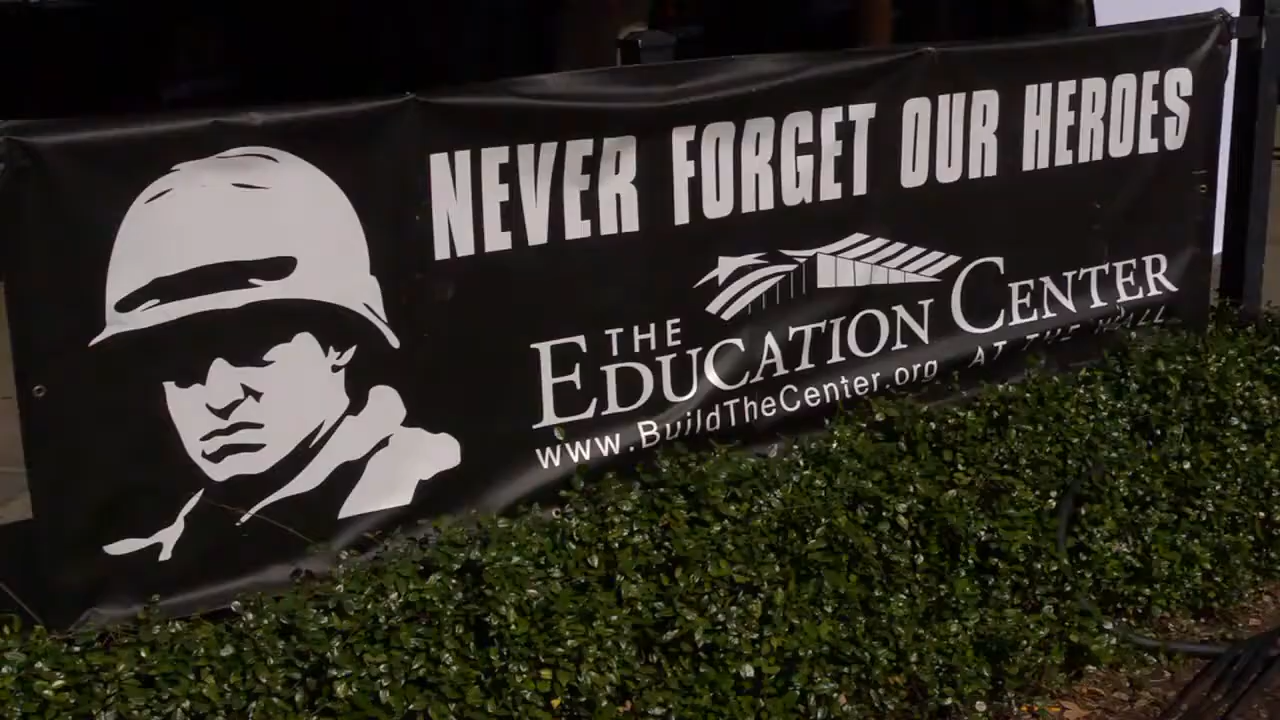 NEVER FORGET OUR HEROES
THE
EDUCATION CENTER
AT THE WALL
www.BuildTheCenter.org